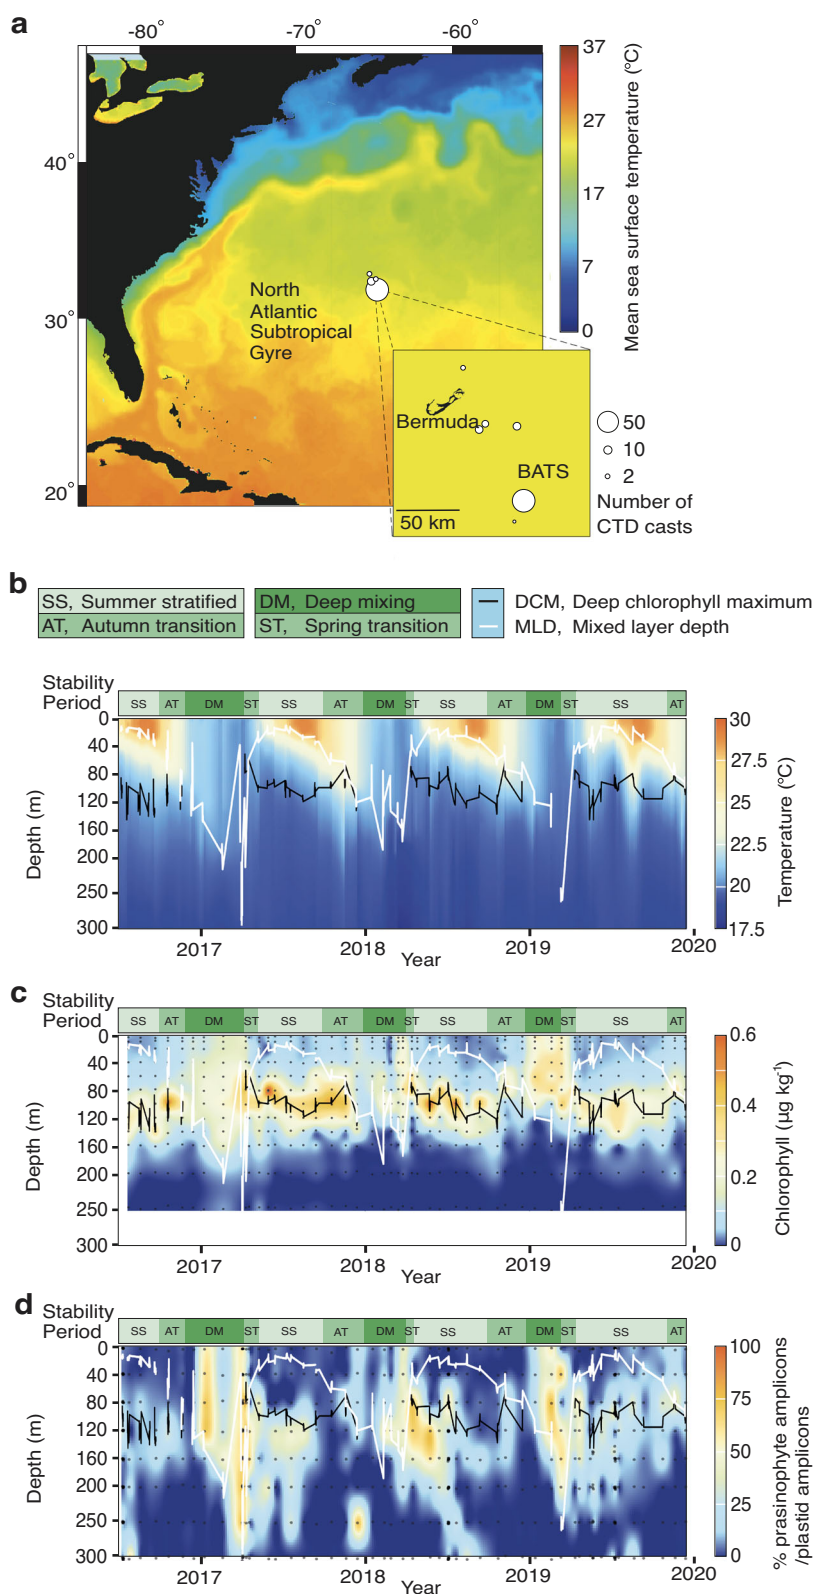 a
-80° -70° -60°
40°
30°
20°
North
Atlantic
Subtropical
Gyre
37
27
17
7
0
Mean sea surface temperature (°C)
Bermuda
BATS
50 km
50
10
2
Number of
CTD casts
b
SS, Summer stratified
AT, Autumn transition
DM, Deep mixing
ST, Spring transition
DCM, Deep chlorophyll maximum
MLD, Mixed layer depth
Stability
Period
SS AT DM ST SS AT DM ST SS AT DM ST SS AT
0
40
80
120
160
200
250
300
Depth (m)
2017 2018 2019 2020
Year
30
27.5
25
22.5
20
17.5
Temperature (°C)
c
Stability
Period
SS AT DM ST SS AT DM ST SS AT DM ST SS AT
0
40
80
120
160
200
250
300
Depth (m)
2017 2018 2019 2020
Year
0.6
0.4
0.2
0
Chlorophyll (µg kg-1)
d
Stability
Period
SS AT DM ST SS AT DM ST SS AT DM ST SS AT
0
40
80
120
160
200
250
300
Depth (m)
2017 2018 2019 2020
Year
100
75
50
25
0
% prasinophyte amplicons
/plastid amplicons